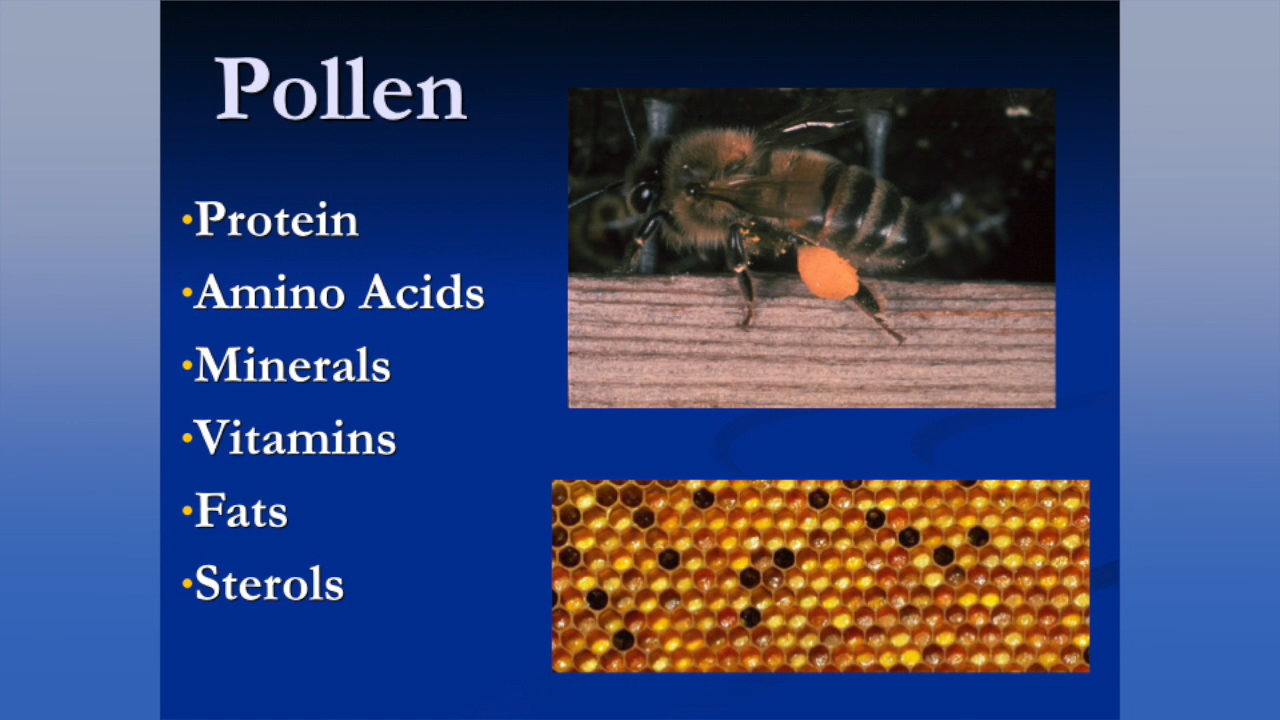 Pollen
•Protein
•Amino Acids
•Minerals
•Vitamins
•Fats
•Sterols